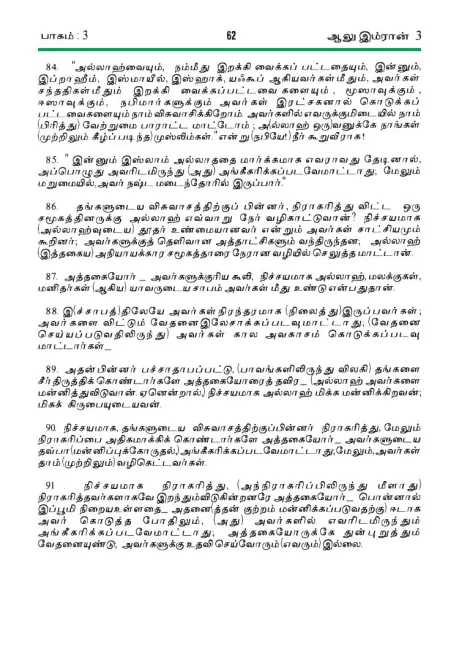 பாகம் : 3 62 ஆலு இம்ரான் 3
84. "அல்லாஹ்வையும், நம்மீது இறக்கி வைக்கப் பட்டதையும், இன்னும்,
இப்றாஹீம், இஸ்மாயீல், இஸ்ஹாக், யஃகூப் ஆகியவர்கள்மீதும், அவர்கள்
சந்ததிகள்மீதும் இறக்கி வைக்கப்பட்டவை களையும் , மூஸாவுக்கும் ,
ஈஸாவுக்கும், நபிமார்களுக்கும் அவர்கள் இரட்சகனால் கொடுக்கப்
பட்டவைகளையும் நாம் விசுவாசிக்கிறோம். அவர்களில் எவருக்குமிடையில் நாம்
(பிரித்து) வேற்றுமை பாராட்ட மாட்டோம் ; அ(ல்லாஹ் ஒரு)வனுக்கே நாங்கள்
(முற்றிலும் கீழ்ப் படிந்த)முஸ்லிம்கள்." என்று (நபியே!) நீர் கூறுவீராக!
85. " இன்னும் இஸ்லாம் அல்லாததை மார்க்கமாக எவராவது தேடினால்,
அப்பொழுது அவரிடமிருந்து (அது) அங்கீகரிக்கப்படவேமாட்டாது; மேலும்
மறுமையில், அவர் நஷ்ட மடைந்தோரில் இருப்பார்."
86. தங்களுடைய விசுவாசத்திற்குப் பின்னர் , நிராகரித்து விட்ட ஒரு
சமூகத்தினருக்கு அல்லாஹ் எவ்வாறு நேர் வழிகாட்டுவான்? நிச்சயமாக
(அல்லாஹ்வுடைய) தூதர் உண்மையானவர் என்றும் அவர்கள் சாட்சியமும்
கூறினர்; அவர்களுக்குத் தெளிவான அத்தாட்சிகளும் வந்திருந்தன; அல்லாஹ்
(இத்தகைய) அநியாயக்கார சமூகத்தாரை நேரான வழியில் செலுத்தமாட்டான்.
87. அத்தகையோர் _ அவர்களுக்குரிய கூலி, நிச்சயமாக அல்லாஹ், மலக்குகள்,
மனிதர்கள் (ஆகிய) யாவருடைய சாபம் அவர்கள் மீது உண்டு என்பதுதான்.
88. இ(ச்சாபத்)திலேயே அவர்கள் நிரந்தரமாக (நிலைத்து)இருப்பவர்கள் ;
அவர்களை விட்டும் வேதனை இலேசாக்கப்படவுமாட்டாது; (வேதனை
செய்யப்படுவதிலிருந்து) அவர்கள் கால அவகாசம் கொடுக்கப்படவு
மாட்டார்கள்_
89. அதன் பின்னர் பச்சாதாபப்பட்டு, (பாவங்களிலிருந்து விலகி) தங்களை
சீர்திருத்திக் கொண்டார்களே அத்தகையோரைத் தவிர_ (அல்லாஹ் அவர்களை
மன்னித்துவிடுவான். ஏனென்றால்,) நிச்சயமாக அல்லாஹ் மிக்க மன்னிக்கிறவன்;
மிகக் கிருபையுடையவன்.
90. நிச்சயமாக, தங்களுடைய விசுவாசத்திற்குப்பின்னர் நிராகரித்து, மேலும்
நிராகரிப்பை அதிகமாக்கிக் கொண்டார்களே அத்தகையோர்_ அவர்களுடைய
தவ்பா (மன்னிப்புக்கோருதல்,)அங்கீகரிக்கப்படவேமாட்டாது;மேலும்,அவர்கள்
தாம் (முற்றிலும்) வழிகெட்டவர்கள்.
91 நிச்சயமாக நிராகரித்து, (அந்நிராகரிப்பிலிருந்து மீளாது)
நிராகரித்தவர்களாகவே இறந்தும்விடுகின்றனரே அத்தகையோர்_ பொன்னால்
இப்பூமி நிறையஉள்ளதை_ அதனை(த்தன் குற்றம் மன்னிக்கப்படுவதற்கு) ஈடாக
அவர் கொடுத்த போதிலும், (அது) அவர்களில் எவரிடமிருந்தும்
அங்கீகரிக்கப்படவேமாட்டாது; அத்தகையோருக்கே துன்புறுத்தும்
வேதனையுண்டு; அவர்களுக்கு உதவி செய்வோரும் (எவரும்) இல்லை.